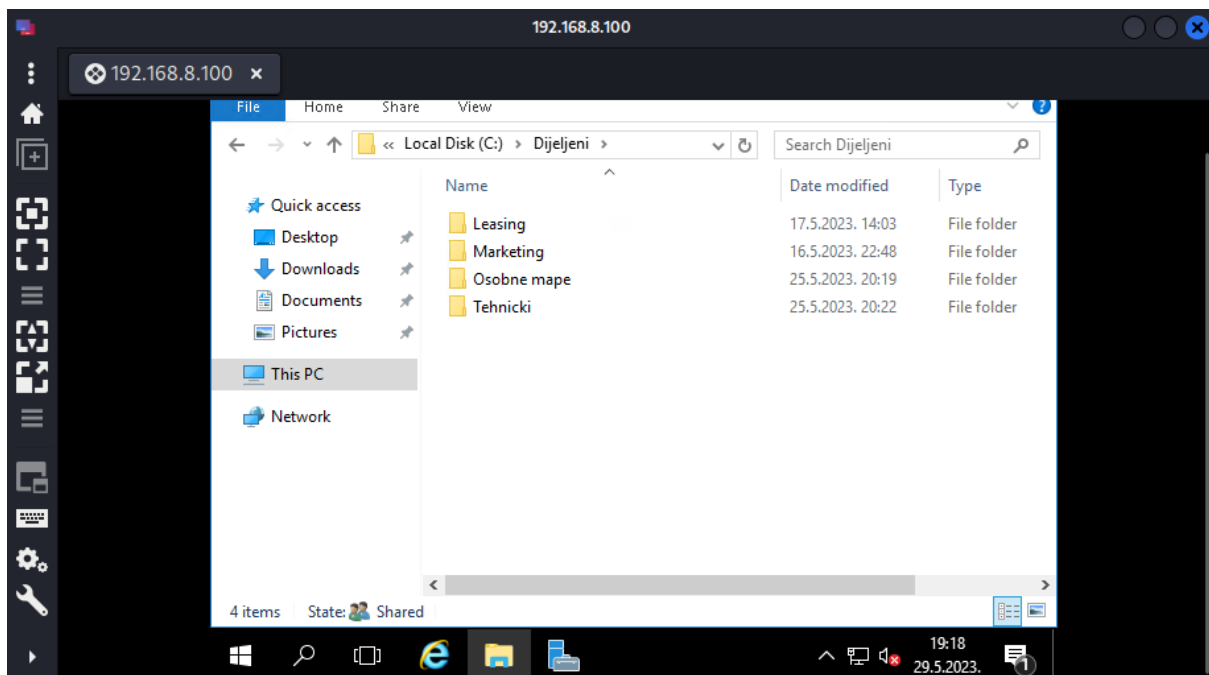 192.168.8.100
192.168.8.100 ×
File Home Share View
« Local Disk (C:) > Dijeljeni > Search Dijeljeni
Name Date modified Type
Quick access
Desktop
Downloads
Documents
Pictures
This PC
Network
Leasing 17.5.2023. 14:03 File folder
Marketing 16.5.2023. 22:48 File folder
Osobne mape 25.5.2023. 20:19 File folder
Tehnicki 25.5.2023. 20:22 File folder
4 items State: Shared
19:18
29.5.2023.
1